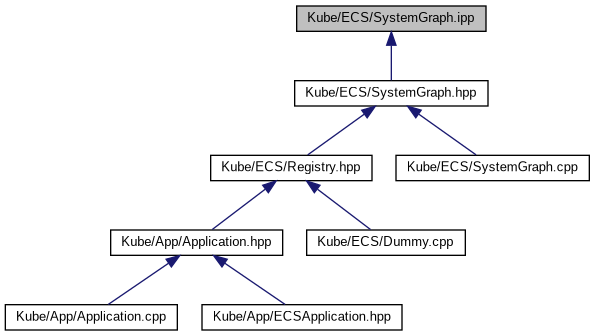 Kube/ECS/SystemGraph.ipp
Kube/ECS/SystemGraph.hpp
Kube/ECS/Registry.hpp
Kube/ECS/SystemGraph.cpp
Kube/App/Application.hpp
Kube/ECS/Dummy.cpp
Kube/App/Application.cpp
Kube/App/ECSApplication.hpp